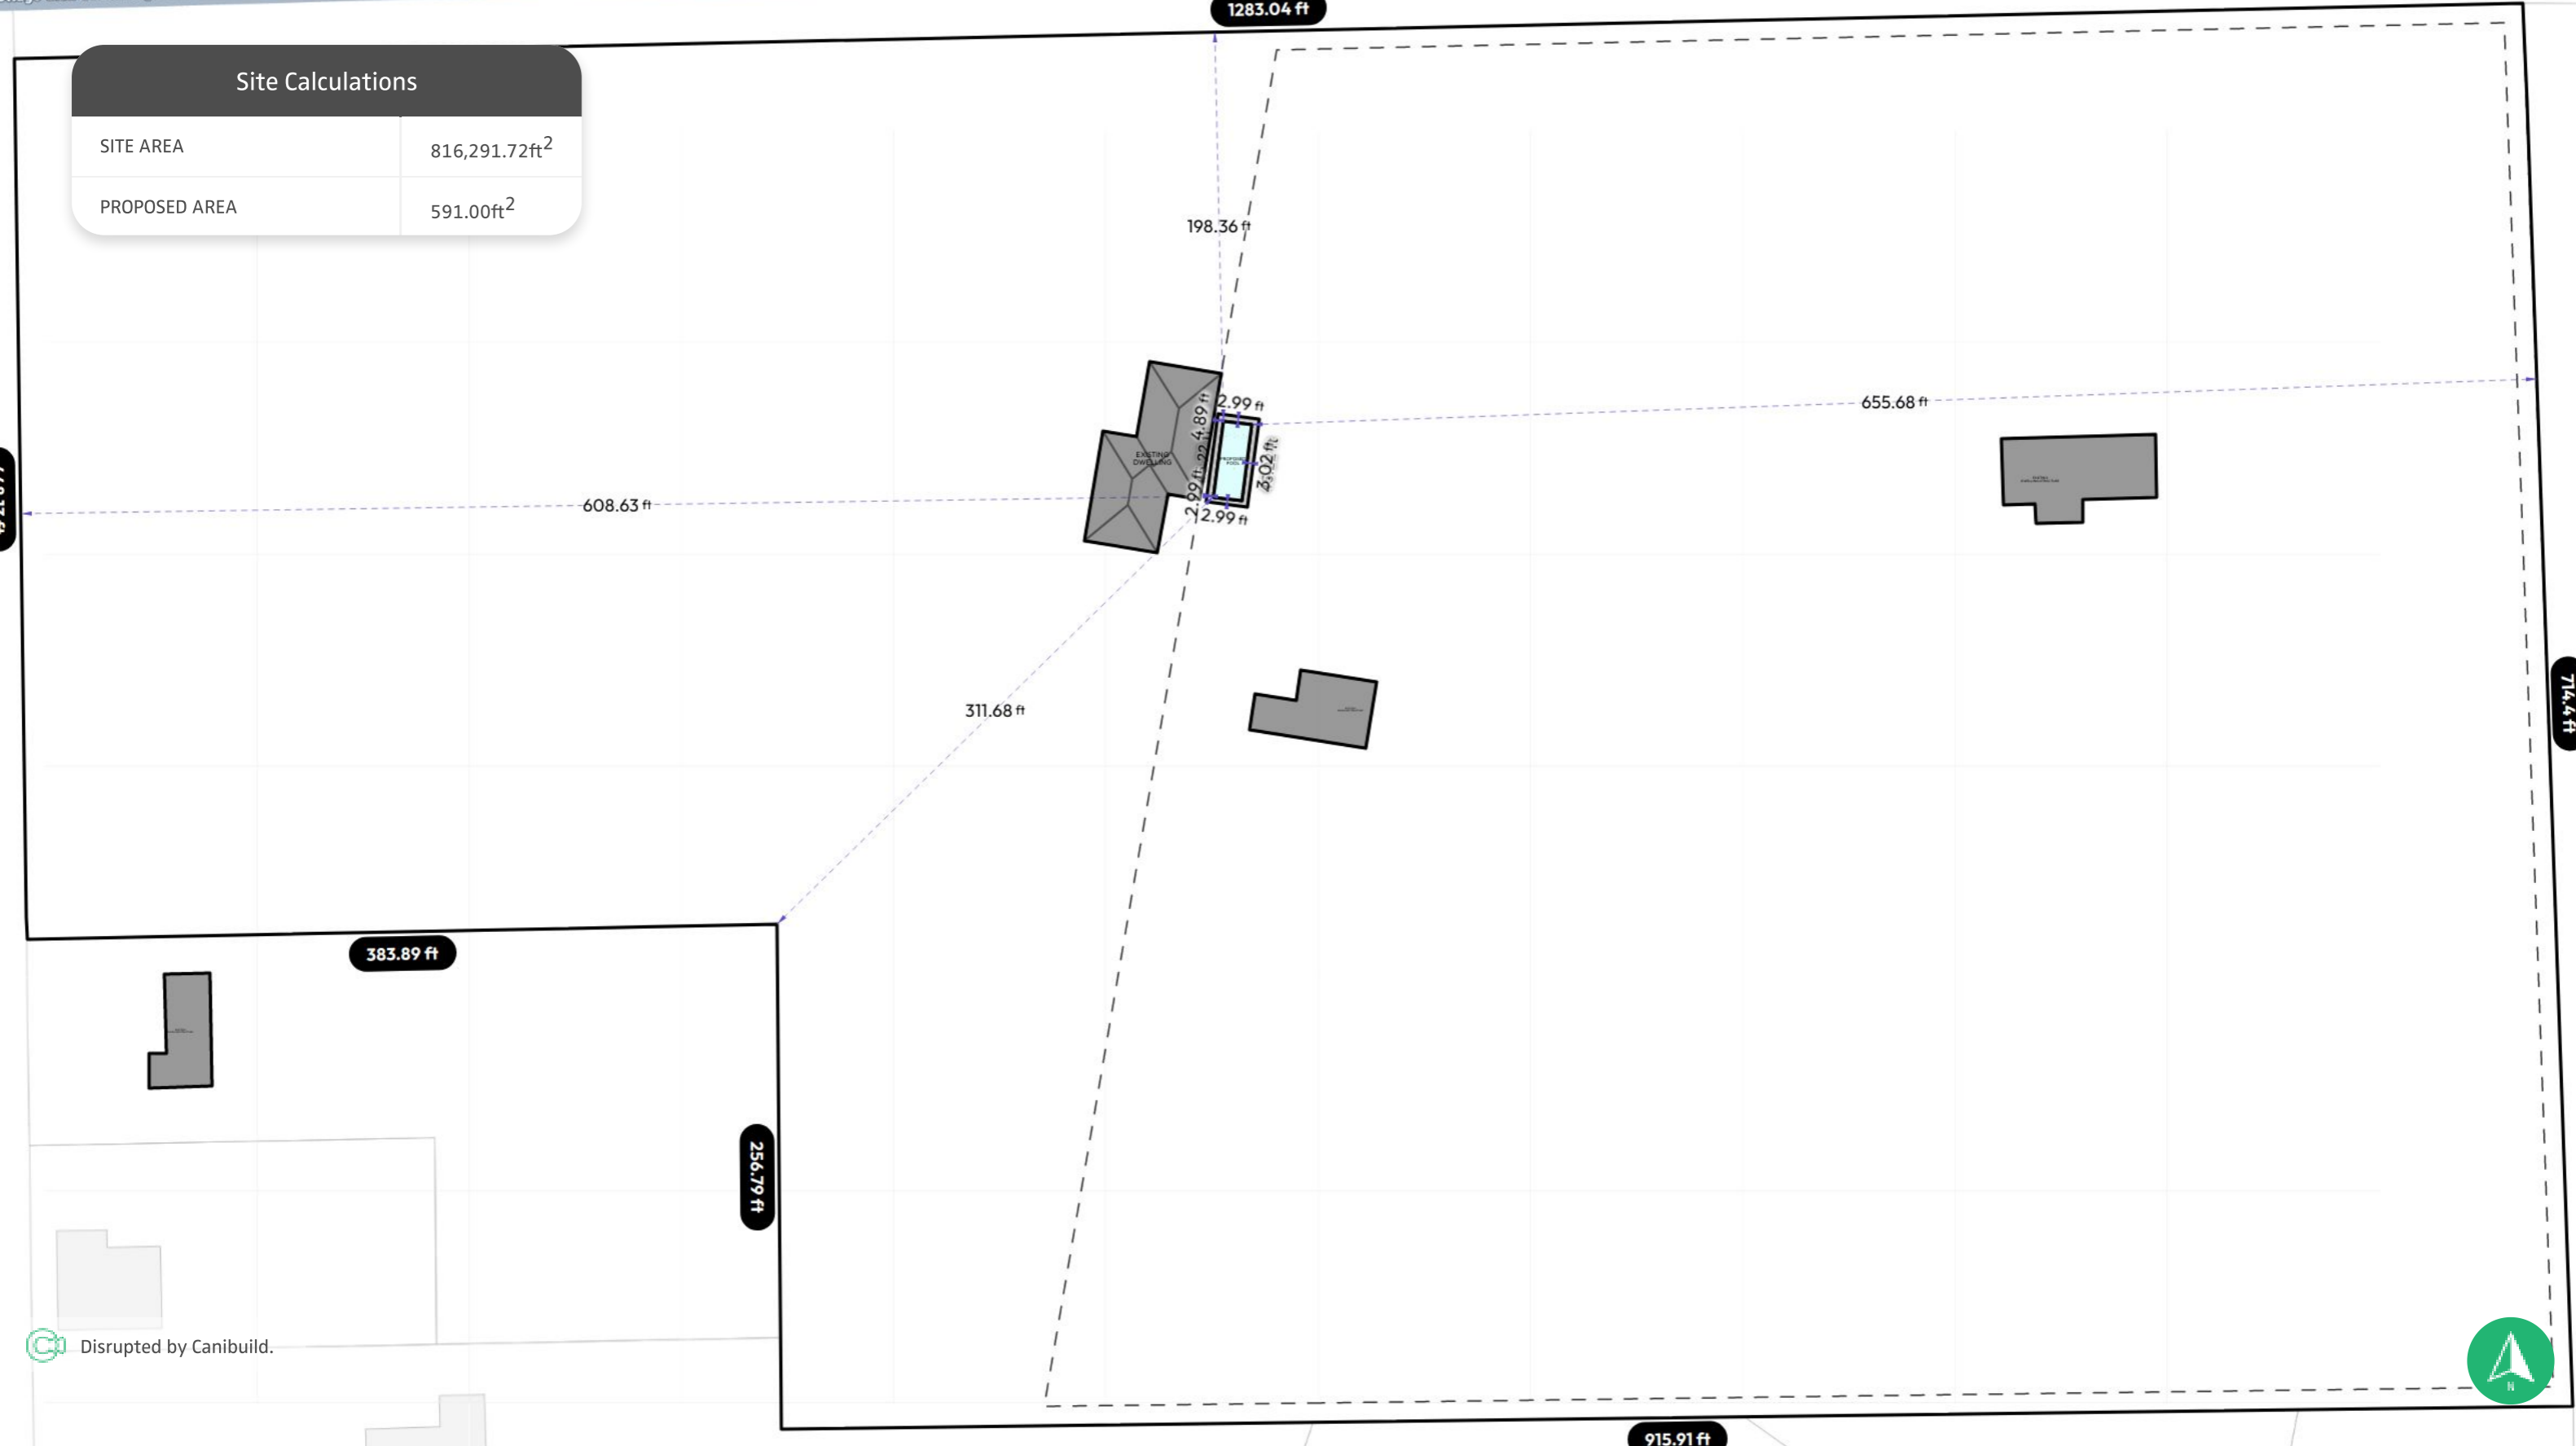 1283.04 ft
Site Calculations
SITE AREA
816,291.72ft²
PROPOSED AREA
591.00ft²
198.36 ft
2.99 ft
4.89 ft
655.68 ft
EXISTING
DWELLING
3.02 ft
608.63 ft
2.99 ft
2.99 ft
714.4 ft
311.68 ft
383.89 ft
256.79 ft
Disrupted by Canibuild.
N
915.91 ft